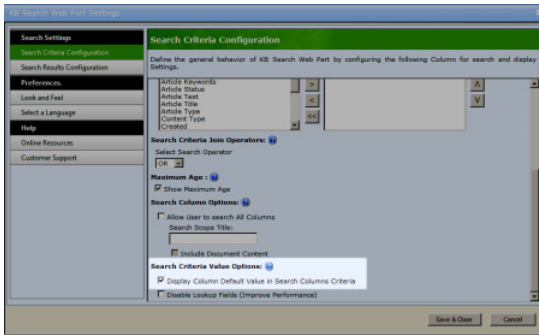 KB Search Web Part Settings
Search Settings
Search Criteria Configuration
Search Results Configuration
Preferences.
Look and Feel
Select a Language
Help
Online Resources
Customer Support
Search Criteria Configuration
Define the general behavior of KB Search Web Part by configuring the following Column for search and display
Settings.
Article Keywords
Article Status
Article Text
Article Title
Article Type
Content Type
Created
>
<
<<
Λ
V
Search Criteria Join Operators:
Select Search Operator
OR
Maximum Age :
Show Maximum Age
Search Column Options:
Allow User to search All Columns
Search Scope Title:
Include Document Content
Search Criteria Value Options:
Display Column Default Value in Search Columns Criteria
Disable Lookup Fields (Improve Performance)
Save & Close
Cancel